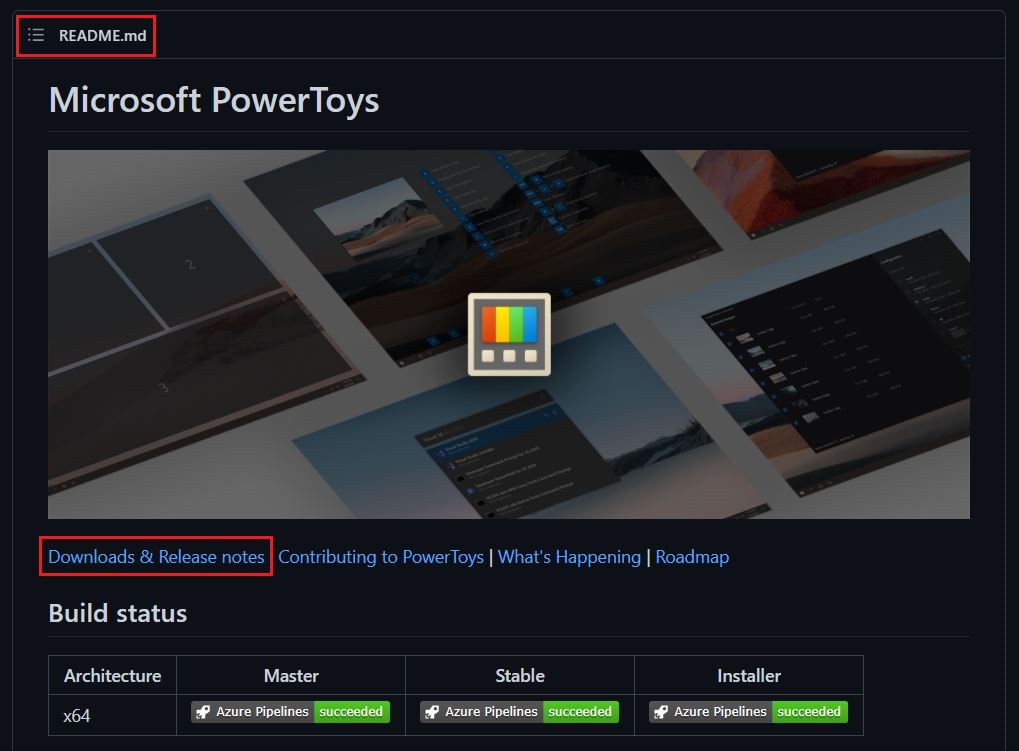 README.md
Microsoft PowerToys
2
3
Downloads & Release notes Contributing to PowerToys | What's Happening | Roadmap
Build status
Architecture Master Stable Installer
x64 Azure Pipelines succeeded Azure Pipelines succeeded Azure Pipelines succeeded